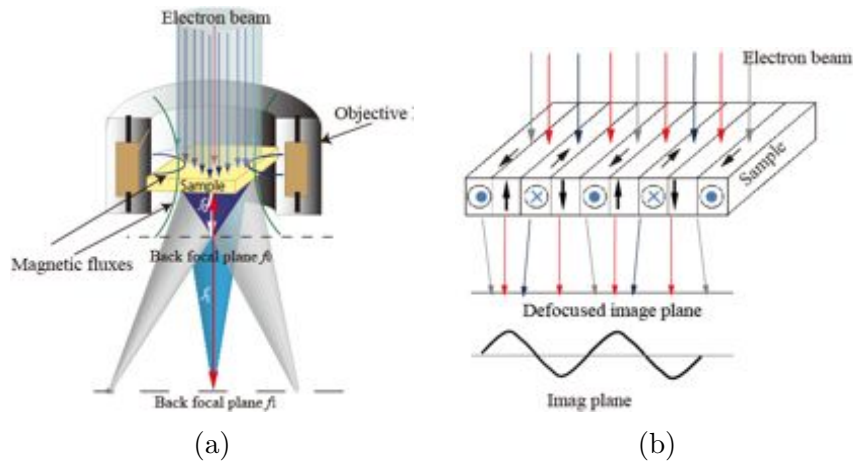 Electron beam
Objective
Sample
Magnetic fluxes
Back focal plane f₀
Back focal plane
(a)
Electron beam
Sample
Defocused image plane
Imag plane
(b)